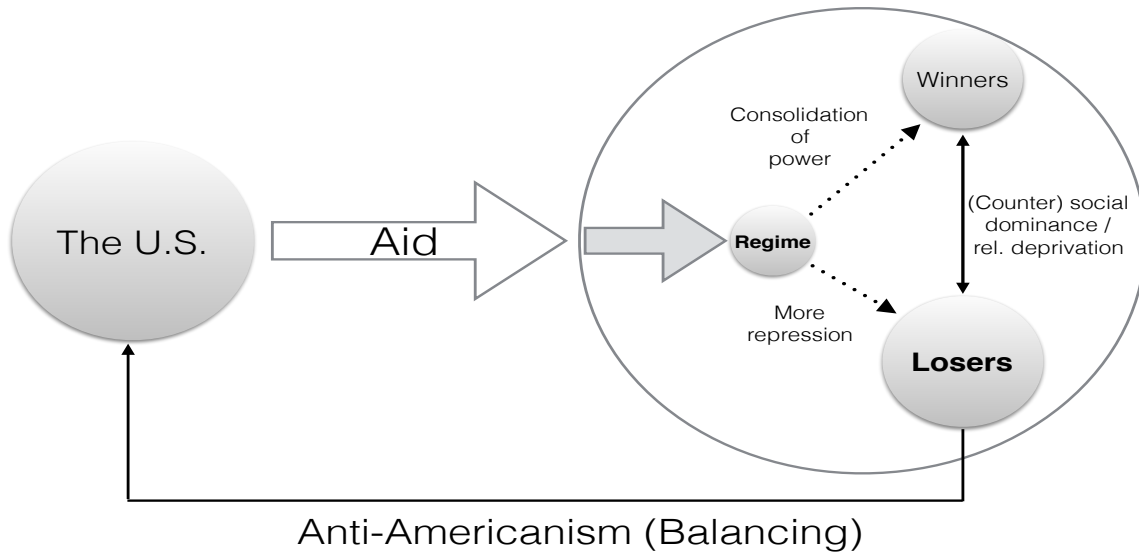 Winners
Consolidation
of
power
(Counter) social
dominance /
rel. deprivation
The U.S.
Aid
Regime
More
repression
Losers
Anti-Americanism (Balancing)